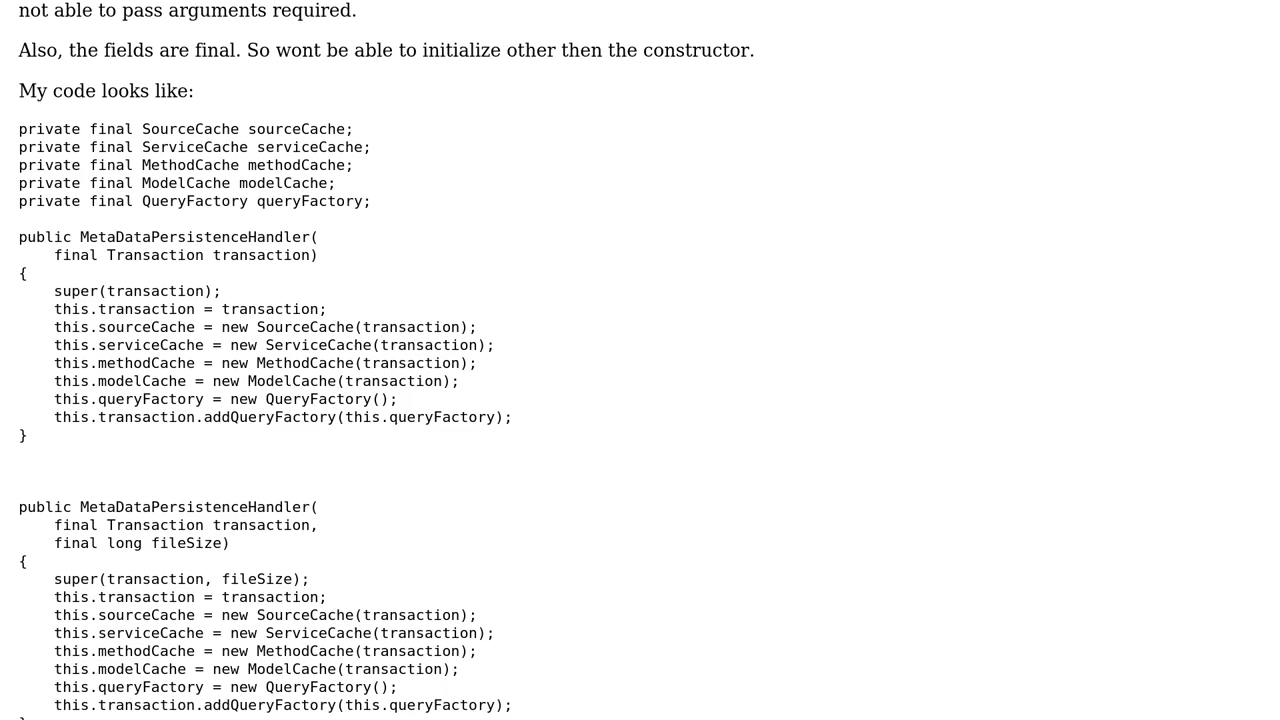 not able to pass arguments required.
Also, the fields are final. So wont be able to initialize other then the constructor.
My code looks like:
private final SourceCache sourceCache;
private final ServiceCache serviceCache;
private final MethodCache methodCache;
private final ModelCache modelCache;
private final QueryFactory queryFactory;
public MetaDataPersistenceHandler(
    final Transaction transaction)
{
    super(transaction);
    this.transaction = transaction;
    this.sourceCache = new SourceCache(transaction);
    this.serviceCache = new ServiceCache(transaction);
    this.methodCache = new MethodCache(transaction);
    this.modelCache = new ModelCache(transaction);
    this.queryFactory = new QueryFactory();
    this.transaction.addQueryFactory(this.queryFactory);
}
public MetaDataPersistenceHandler(
    final Transaction transaction,
    final long fileSize)
{
    super(transaction, fileSize);
    this.transaction = transaction;
    this.sourceCache = new SourceCache(transaction);
    this.serviceCache = new ServiceCache(transaction);
    this.methodCache = new MethodCache(transaction);
    this.modelCache = new ModelCache(transaction);
    this.queryFactory = new QueryFactory();
    this.transaction.addQueryFactory(this.queryFactory);
}